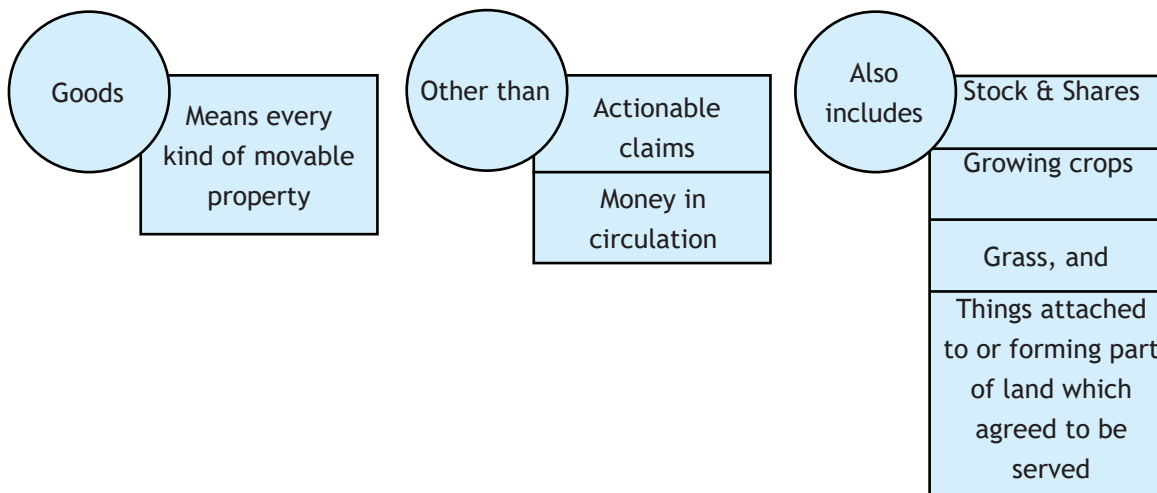 Goods
Means every
kind of movable
property
Other than
Actionable
claims
Money in
circulation
Also
includes
Stock & Shares
Growing crops
Grass, and
Things attached
to or forming part
of land which
agreed to be
served